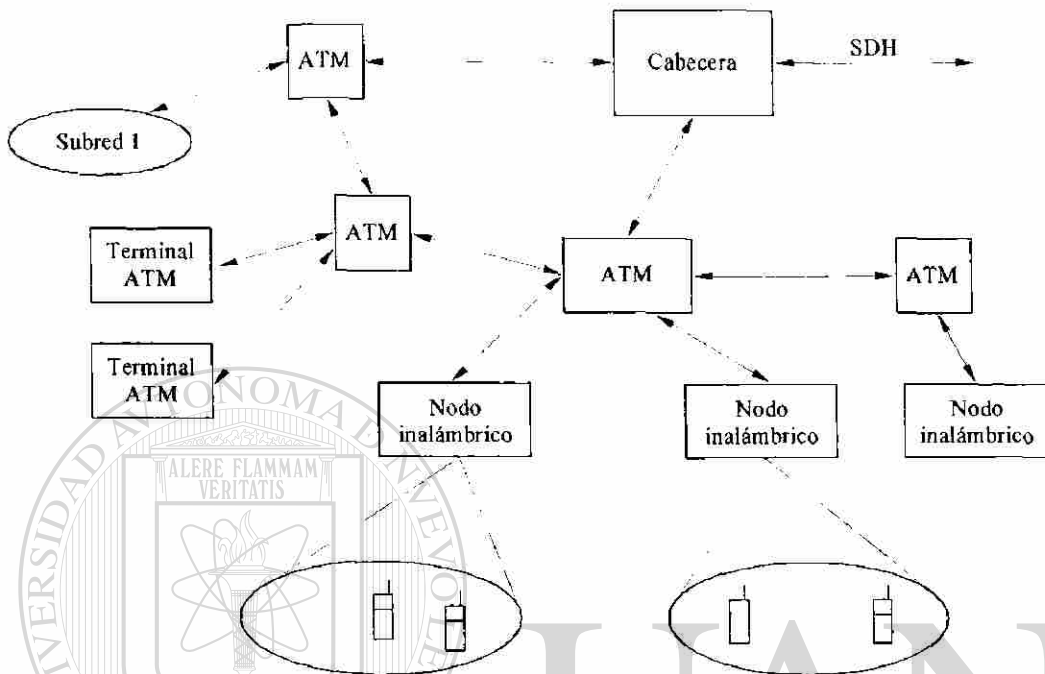 ATM
Cabecera
SDH
Subred 1
ATM
Terminal
ATM
ATM
ATM
Terminal
ATM
Nodo
inalámbrico
Nodo
inalámbrico
Nodo
inalámbrico
ALERE FLAMMAM
VERITATIS